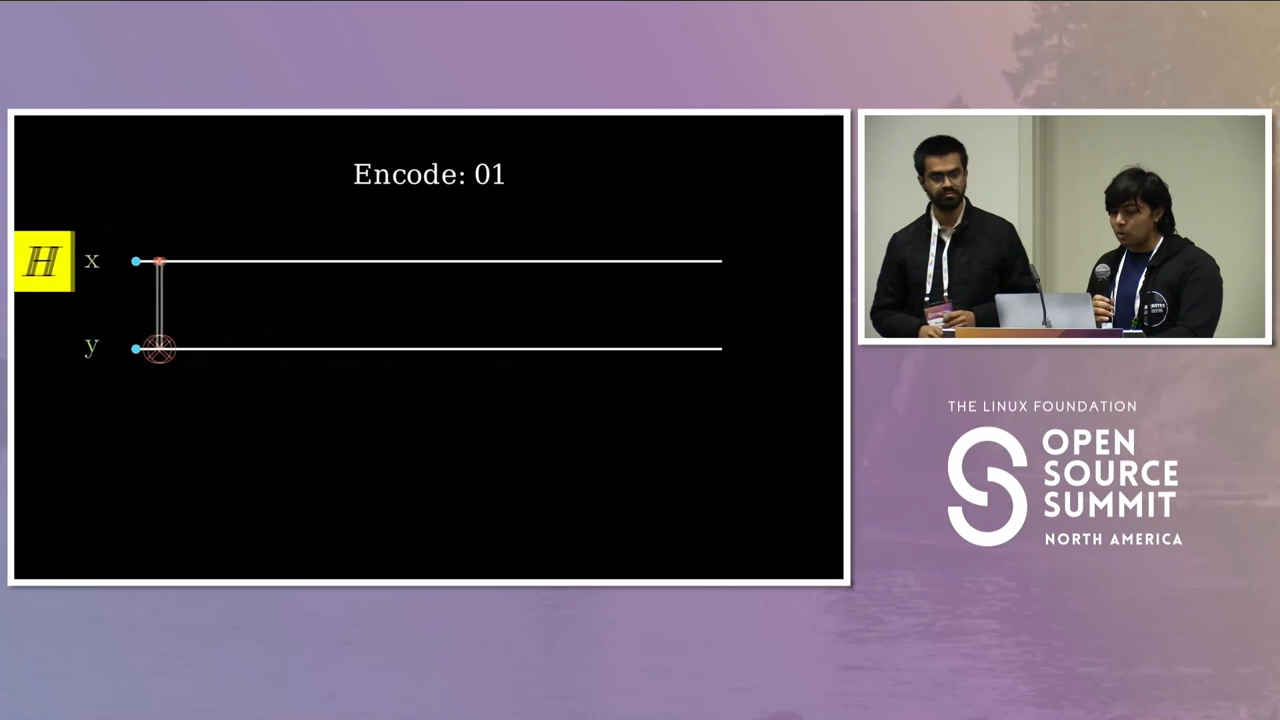 Encode: 01
H
x
y
THE LINUX FOUNDATION
OPEN
SOURCE
SUMMIT
NORTH AMERICA